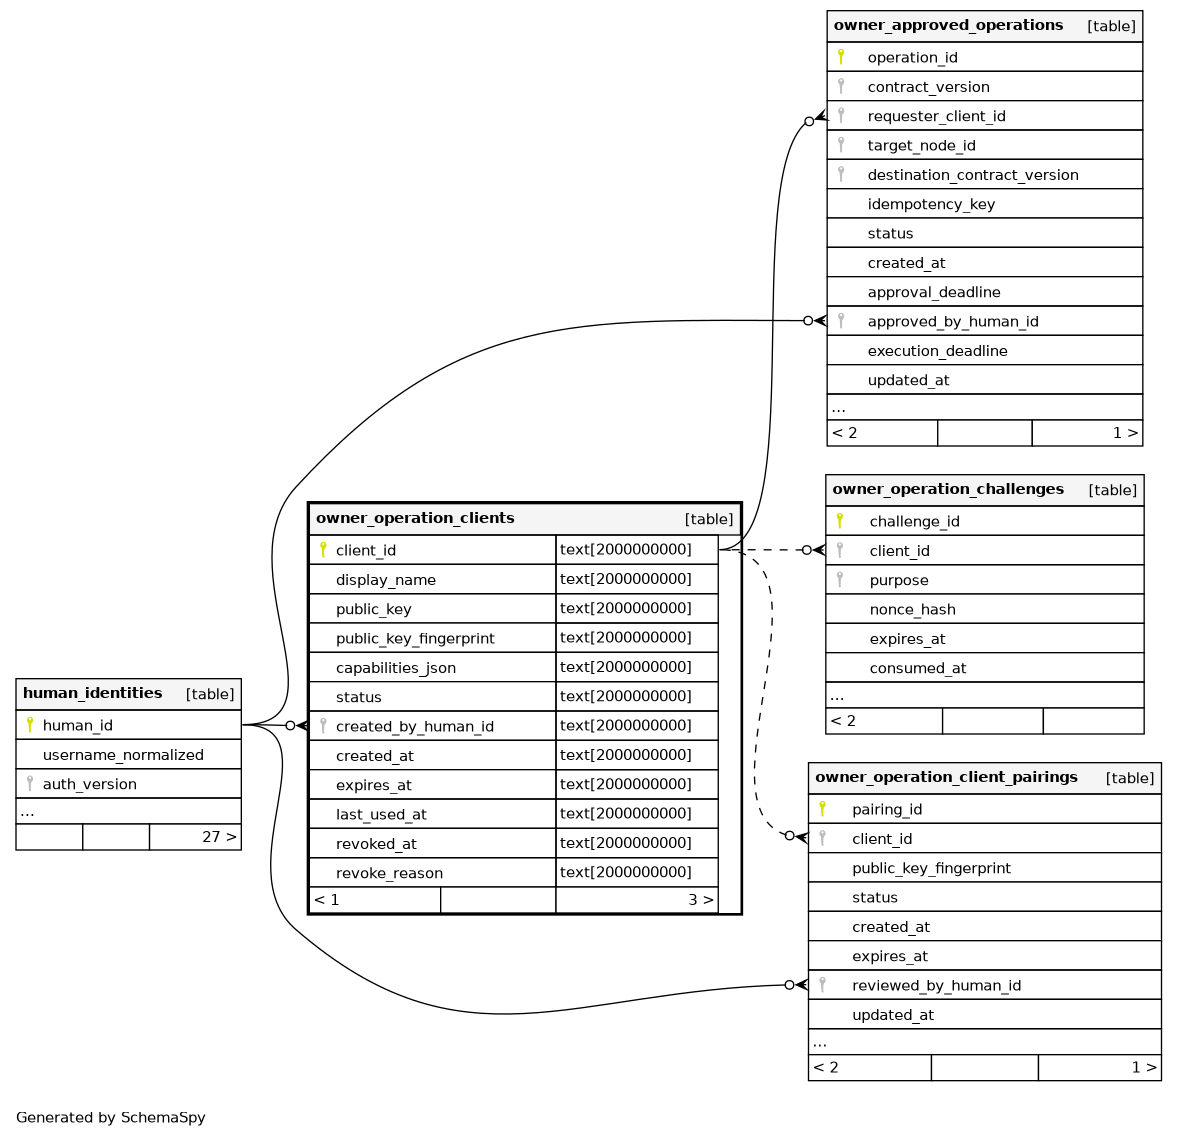 owner_approved_operations [table]
operation_id
contract_version
requester_client_id
target_node_id
destination_contract_version
idempotency_key
status
created_at
approval_deadline
approved_by_human_id
execution_deadline
updated_at
...
< 2 1 >
owner_operation_challenges [table]
challenge_id
client_id
purpose
nonce_hash
expires_at
consumed_at
...
< 2
owner_operation_clients [table]
client_id text[2000000000]
display_name text[2000000000]
public_key text[2000000000]
public_key_fingerprint text[2000000000]
capabilities_json text[2000000000]
status text[2000000000]
created_by_human_id text[2000000000]
created_at text[2000000000]
expires_at text[2000000000]
last_used_at text[2000000000]
revoked_at text[2000000000]
revoke_reason text[2000000000]
< 1 3 >
human_identities [table]
human_id
username_normalized
auth_version
...
27 >
owner_operation_client_pairings [table]
pairing_id
client_id
public_key_fingerprint
status
created_at
expires_at
reviewed_by_human_id
updated_at
...
< 2 1 >
Generated by SchemaSpy